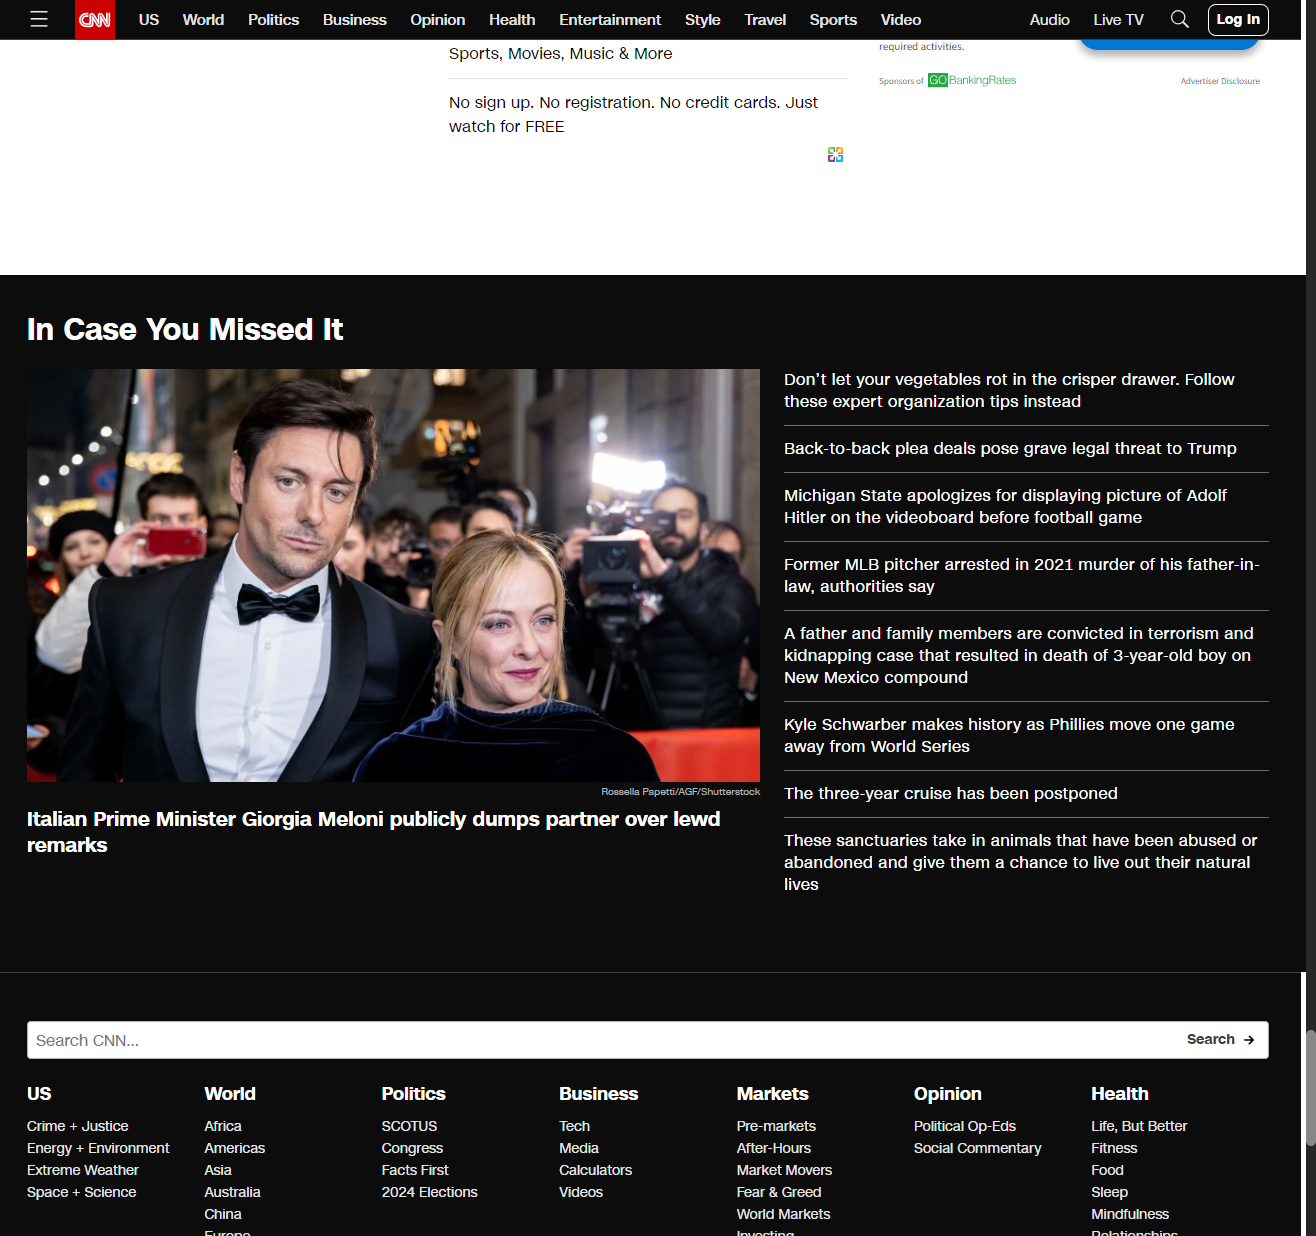 CNN US World Politics Business Opinion Health Entertainment Style Travel Sports Video Audio Live TV Log In
Sports, Movies, Music & More
No sign up. No registration. No credit cards. Just
watch for FREE
required activities.
Sponsors of GOBankingRates Advertiser Disclosure
In Case You Missed It
Rossella Papetti/AGF/Shutterstock
Italian Prime Minister Giorgia Meloni publicly dumps partner over lewd
remarks
Don’t let your vegetables rot in the crisper drawer. Follow
these expert organization tips instead
Back-to-back plea deals pose grave legal threat to Trump
Michigan State apologizes for displaying picture of Adolf
Hitler on the videoboard before football game
Former MLB pitcher arrested in 2021 murder of his father-in-
law, authorities say
A father and family members are convicted in terrorism and
kidnapping case that resulted in death of 3-year-old boy on
New Mexico compound
Kyle Schwarber makes history as Phillies move one game
away from World Series
The three-year cruise has been postponed
These sanctuaries take in animals that have been abused or
abandoned and give them a chance to live out their natural
lives
Search CNN... Search →
US
Crime + Justice
Energy + Environment
Extreme Weather
Space + Science
World
Africa
Americas
Asia
Australia
China
Europe
Politics
SCOTUS
Congress
Facts First
2024 Elections
Business
Tech
Media
Calculators
Videos
Markets
Pre-markets
After-Hours
Market Movers
Fear & Greed
World Markets
Investing
Opinion
Political Op-Eds
Social Commentary
Health
Life, But Better
Fitness
Food
Sleep
Mindfulness
Relationships